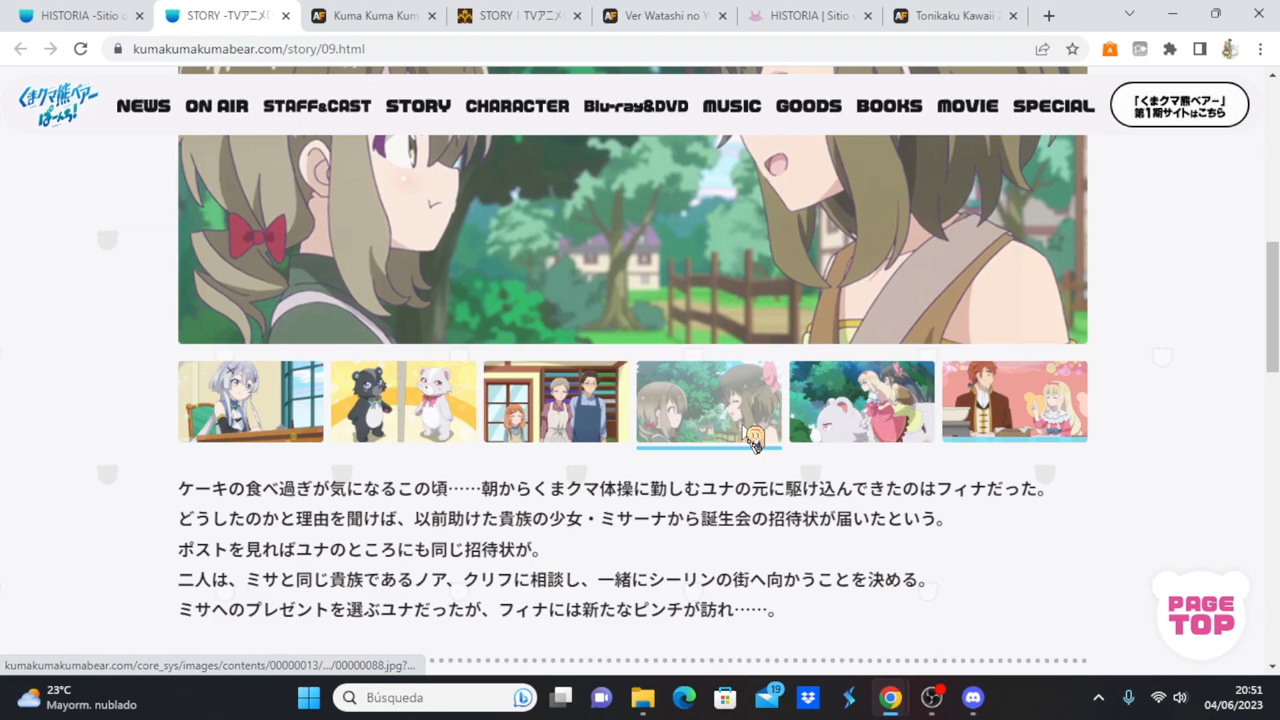 HISTORIA -Sitio o
STORY -TVアニメ「
Kuma Kuma Kum
STORY | TVアニメ
Ver Watashi no Y
HISTORIA | Sitio
Tonikaku Kawaii
kumakumakumabear.com/story/09.html
くまクマ熊ベアー ぱーんち!
NEWS ON AIR STAFF&CAST STORY CHARACTER Blu-ray&DVD MUSIC GOODS BOOKS MOVIE SPECIAL
「くまクマ熊ベアー」
第1期サイトはこちら
ケーキの食べ過ぎが気になるこの頃……朝からくまクマ体操に勤しむユナの元に駆け込んできたのはフィナだった。
どうしたのかと理由を聞けば、以前助けた貴族の少女・ミサーナから誕生会の招待状が届いたという。
ポストを見ればユナのところにも同じ招待状が。
二人は、ミサと同じ貴族であるノア、クリフに相談し、一緒にシーリンの街へ向かうことを決める。
ミサへのプレゼントを選ぶユナだったが、フィナには新たなピンチが訪れ……。
PAGE
TOP
kumakumakumabear.com/core_sys/images/contents/00000013/.../00000088.jpg?...
23°C
Mayorm. nublado
Búsqueda
19
20:51
04/06/2023